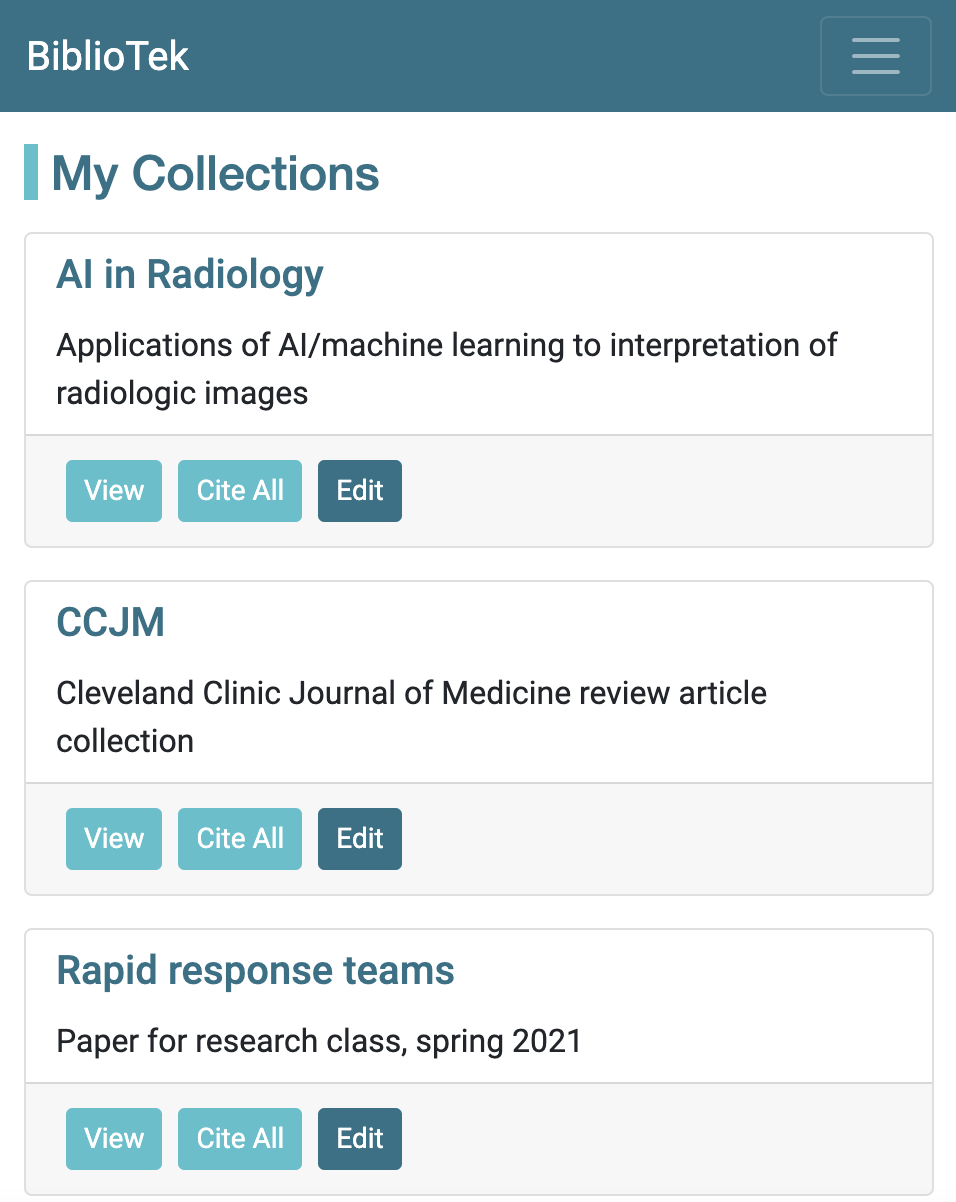 BiblioTek
My Collections
AI in Radiology
Applications of AI/machine learning to interpretation of
radiologic images
View Cite All Edit
CCJM
Cleveland Clinic Journal of Medicine review article
collection
View Cite All Edit
Rapid response teams
Paper for research class, spring 2021
View Cite All Edit